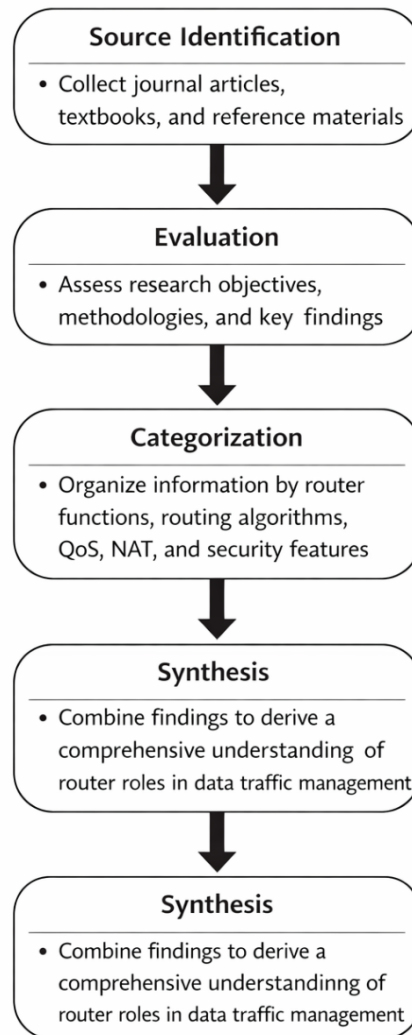 Source Identification
• Collect journal articles,
textbooks, and reference materials
Evaluation
• Assess research objectives,
methodologies, and key findings
Categorization
• Organize information by router
functions, routing algorithms,
QoS, NAT, and security features
Synthesis
• Combine findings to derive a
comprehensive understanding of
router roles in data traffic management
Synthesis
• Combine findings to derive a
comprehensive understandinng of
router roles in data traffic management